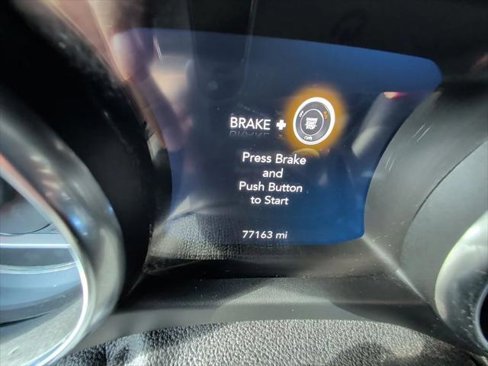 BRAKE +
Press Brake
and
Push Button
to Start
77163 mi